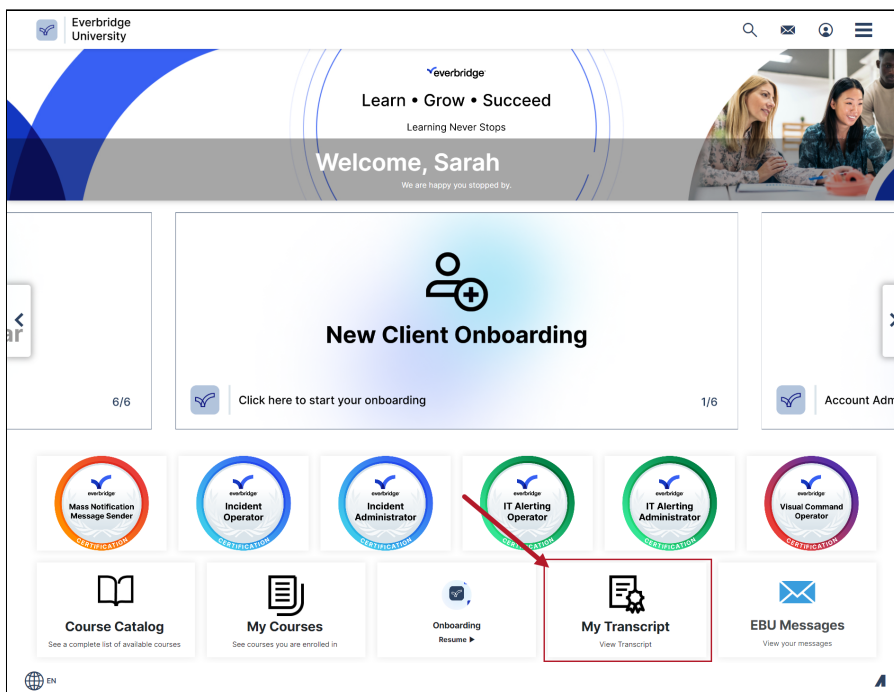 Everbridge
University
everbridge
Learn • Grow • Succeed
Learning Never Stops
Welcome, Sarah
We are happy you stopped by.
ar
New Client Onboarding
6/6
Click here to start your onboarding
1/6
Account Adm
everbridge
Mass Notification
Message Sender
CERTIFICATION
everbridge
Incident
Operator
CERTIFICATION
everbridge
Incident
Administrator
CERTIFICATION
everbridge
IT Alerting
Operator
CERTIFICATION
everbridge
IT Alerting
Administrator
CERTIFICATION
everbridge
Visual Command
Operator
CERTIFICATION
Course Catalog
See a complete list of available courses
My Courses
See courses you are enrolled in
Onboarding
Resume ▶
My Transcript
View Transcript
EBU Messages
View your messages
EN